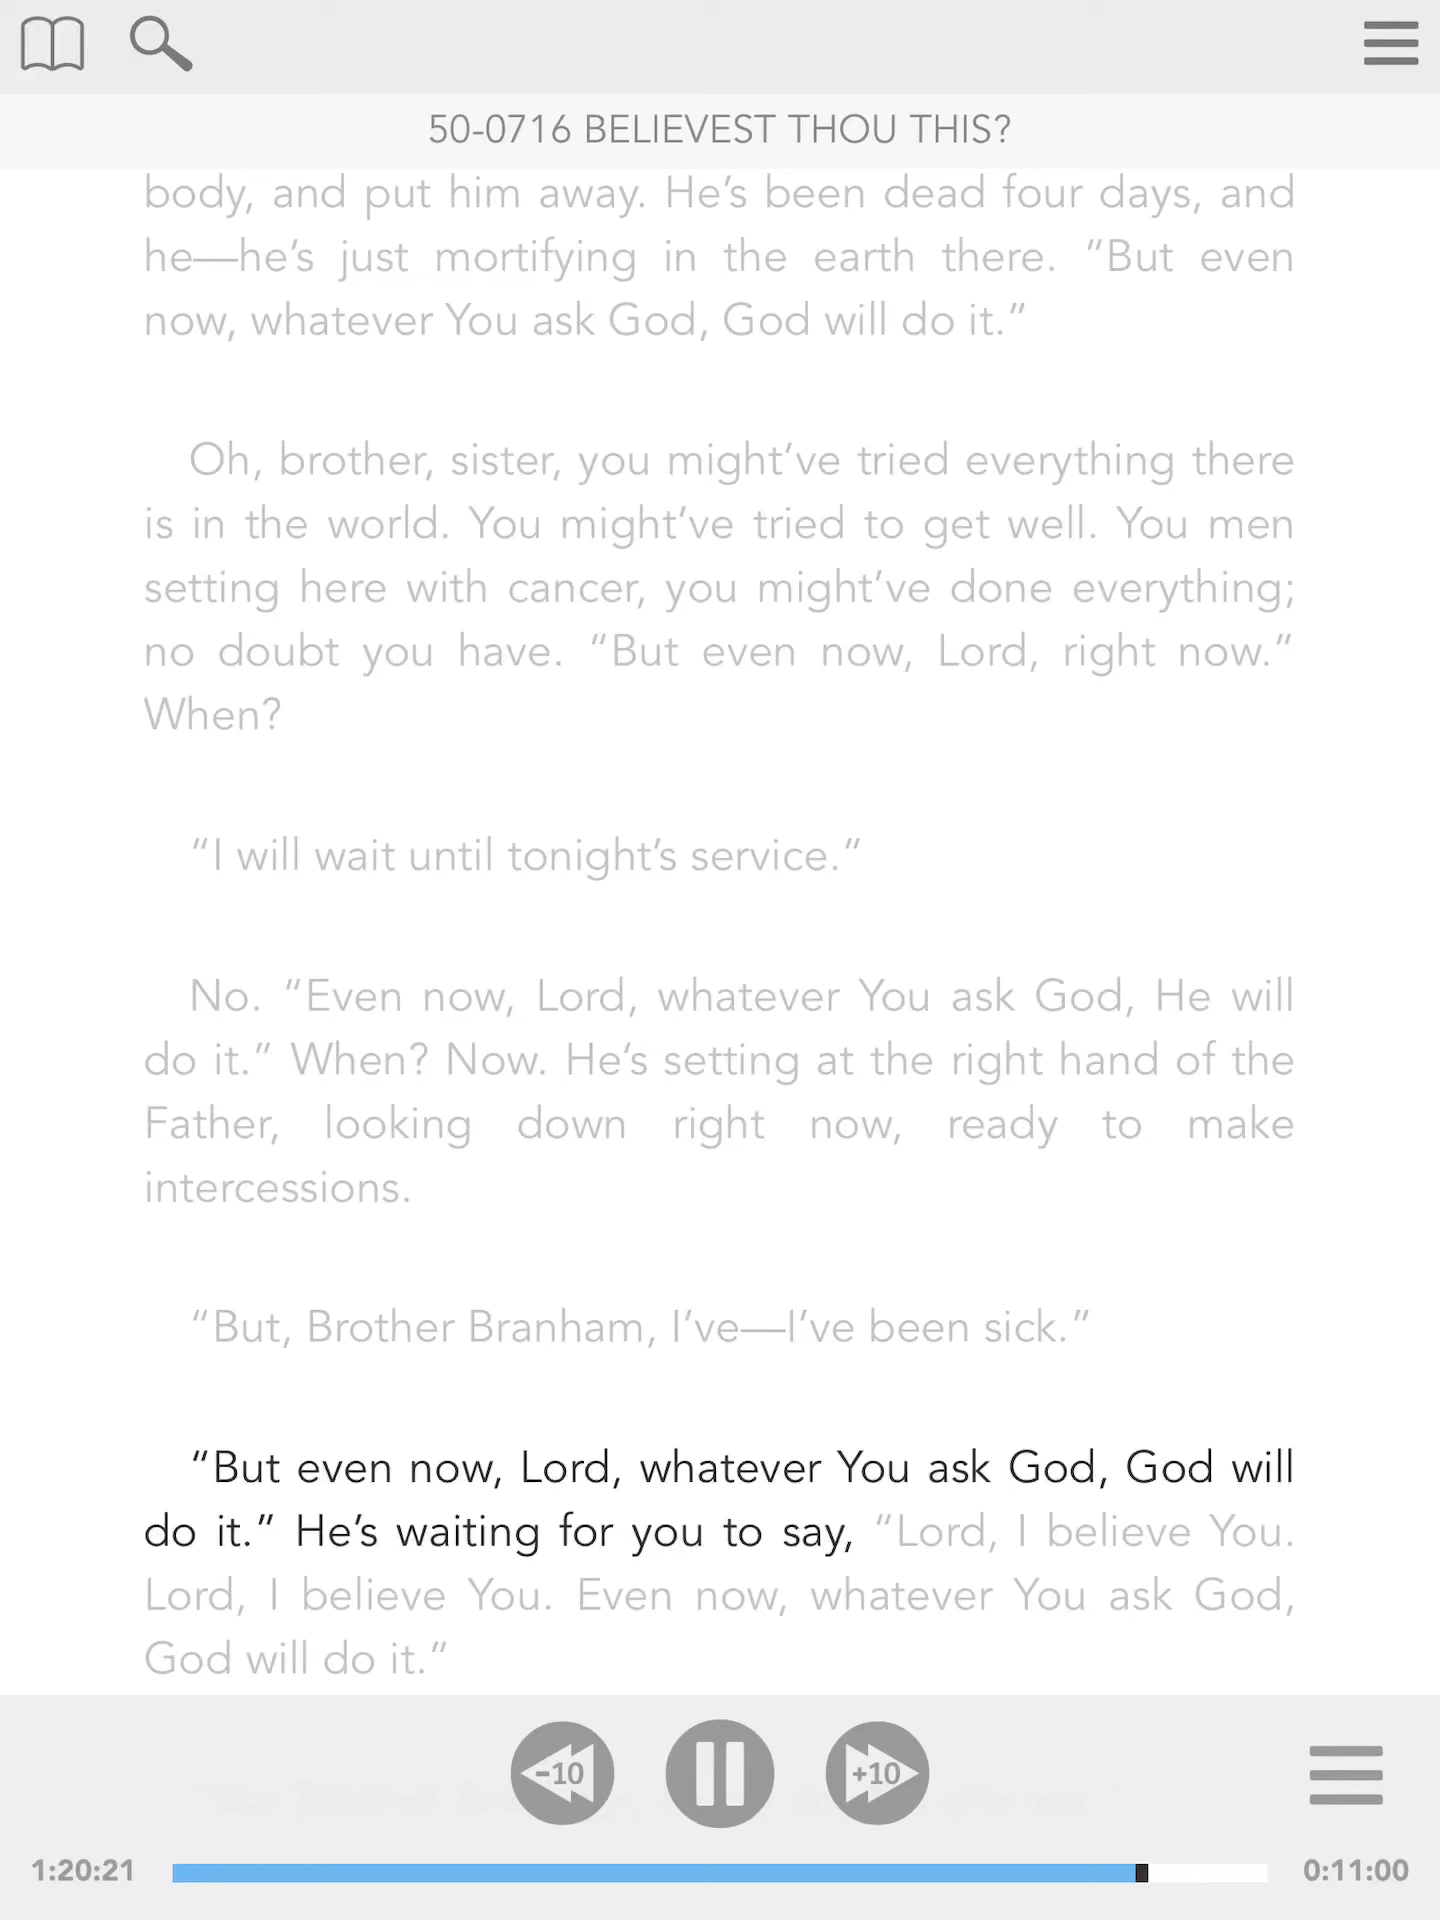 50-0716 BELIEVEST THOU THIS?
body, and put him away. He’s been dead four days, and
he—he’s just mortifying in the earth there. “But even
now, whatever You ask God, God will do it.”
Oh, brother, sister, you might’ve tried everything there
is in the world. You might’ve tried to get well. You men
setting here with cancer, you might’ve done everything;
no doubt you have. “But even now, Lord, right now.”
When?
“I will wait until tonight’s service.”
No. “Even now, Lord, whatever You ask God, He will
do it.” When? Now. He’s setting at the right hand of the
Father, looking down right now, ready to make
intercessions.
“But, Brother Branham, I’ve—I’ve been sick.”
“But even now, Lord, whatever You ask God, God will
do it.” He’s waiting for you to say, “Lord, I believe You.
Lord, I believe You. Even now, whatever You ask God,
God will do it.”
-10
+10
1:20:21
0:11:00